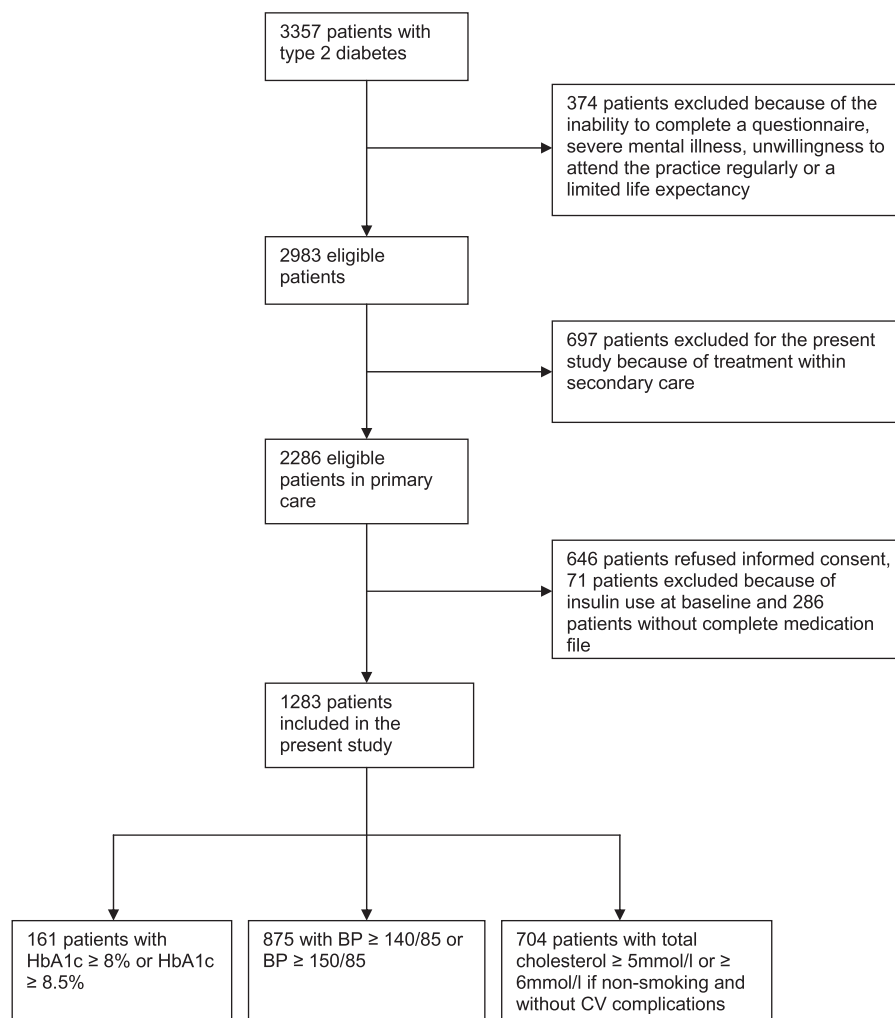 3357 patients with
type 2 diabetes
374 patients excluded because of the
inability to complete a questionnaire,
severe mental illness, unwillingness to
attend the practice regularly or a
limited life expectancy
2983 eligible
patients
697 patients excluded for the present
study because of treatment within
secondary care
2286 eligible
patients in primary
care
646 patients refused informed consent,
71 patients excluded because of
insulin use at baseline and 286
patients without complete medication
file
1283 patients
included in the
present study
161 patients with
HbA1c ≥ 8% or HbA1c
≥ 8.5%
875 with BP ≥ 140/85 or
BP ≥ 150/85
704 patients with total
cholesterol ≥ 5mmol/l or ≥
6mmol/l if non-smoking and
without CV complications